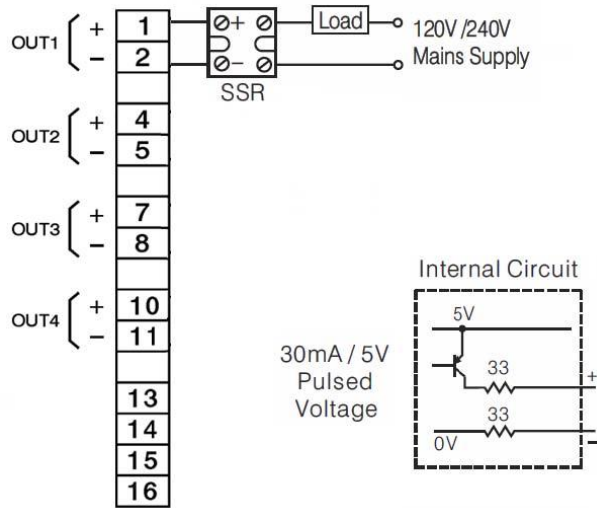 OUT1 + 1
− 2
+ −
SSR
Load
120V /240V
Mains Supply
OUT2 + 4
− 5
OUT3 + 7
− 8
OUT4 + 10
− 11
13
14
15
16
30mA / 5V
Pulsed
Voltage
Internal Circuit
5V
33
+
33
0V
−